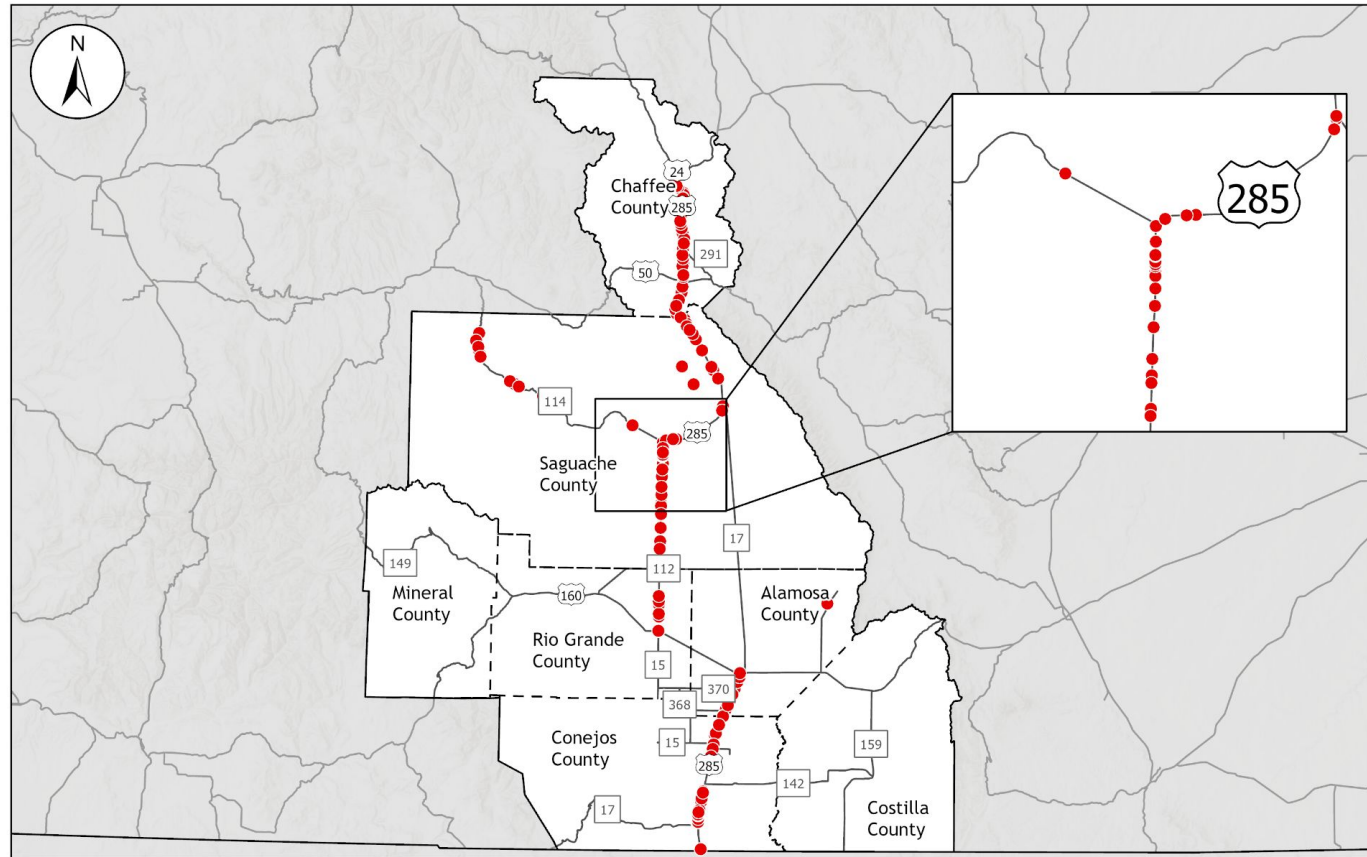 N
24
Chaffee
County
285
291
50
285
114
285
Saguache
County
17
149
112
Mineral
County
160
Alamosa
County
Rio Grande
County
15
370
368
Conejos
County
15
285
159
142
17
Costilla
County